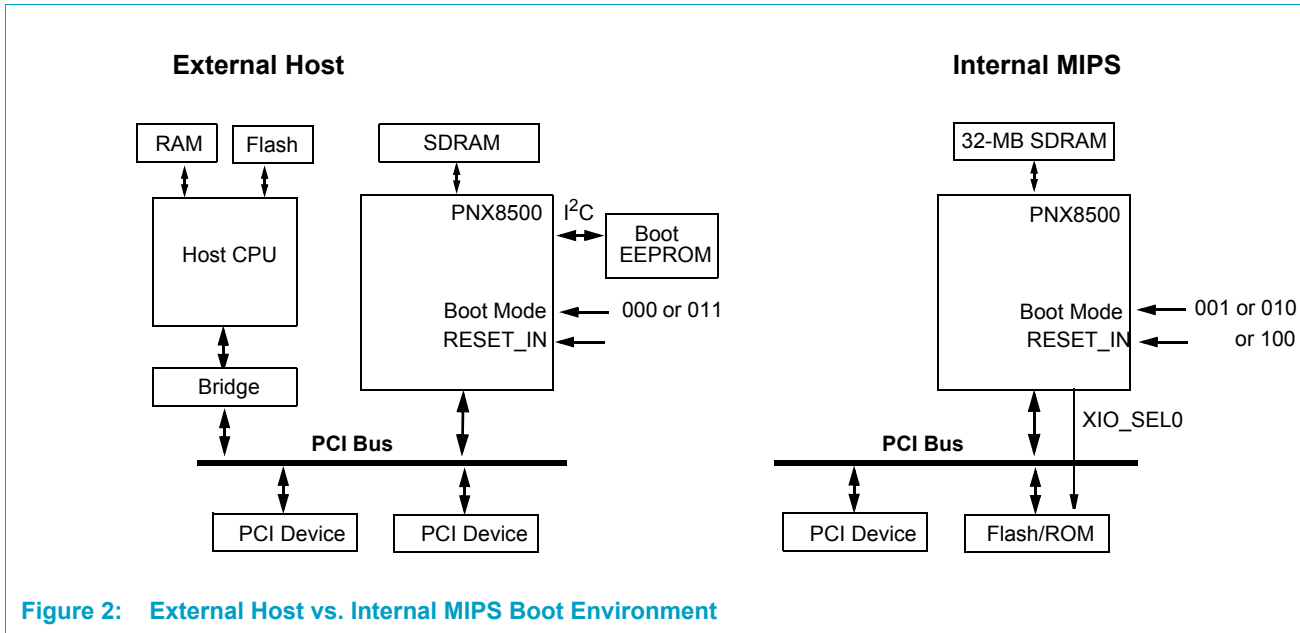 External Host
RAM
Flash
SDRAM
Host CPU
PNX8500
I²C
Boot
EEPROM
Boot Mode
000 or 011
RESET_IN
Bridge
PCI Bus
PCI Device
PCI Device
Internal MIPS
32-MB SDRAM
PNX8500
Boot Mode
001 or 010
RESET_IN
or 100
XIO_SEL0
PCI Bus
PCI Device
Flash/ROM
Figure 2: External Host vs. Internal MIPS Boot Environment